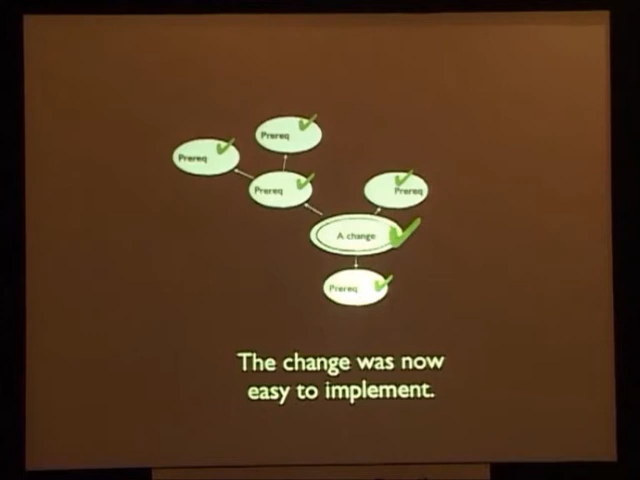 Prereq
Prereq
Prereq
Prereq
A change
Prereq
The change was now
easy to implement.